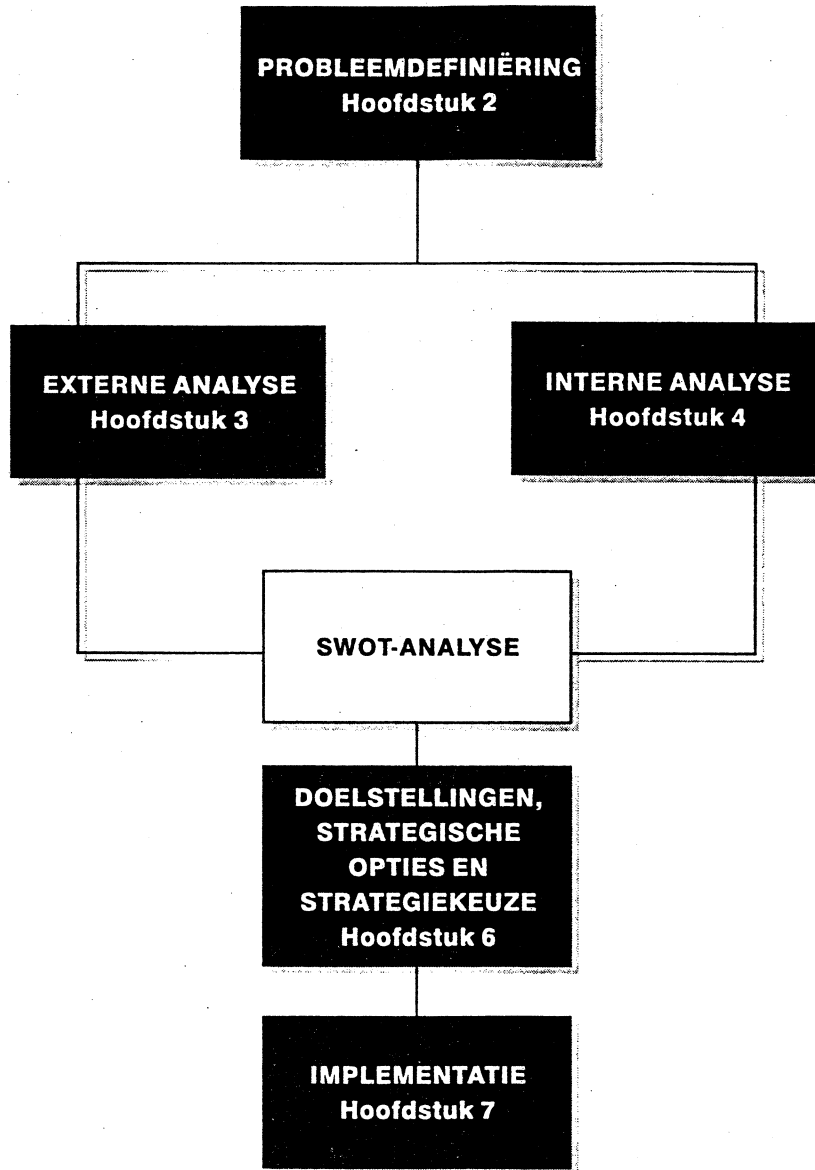 PROBLEEMDEFINIËRING
Hoofdstuk 2
EXTERNE ANALYSE
Hoofdstuk 3
INTERNE ANALYSE
Hoofdstuk 4
SWOT-ANALYSE
DOELSTELLINGEN,
STRATEGISCHE
OPTIES EN
STRATEGIEKEUZE
Hoofdstuk 6
IMPLEMENTATIE
Hoofdstuk 7